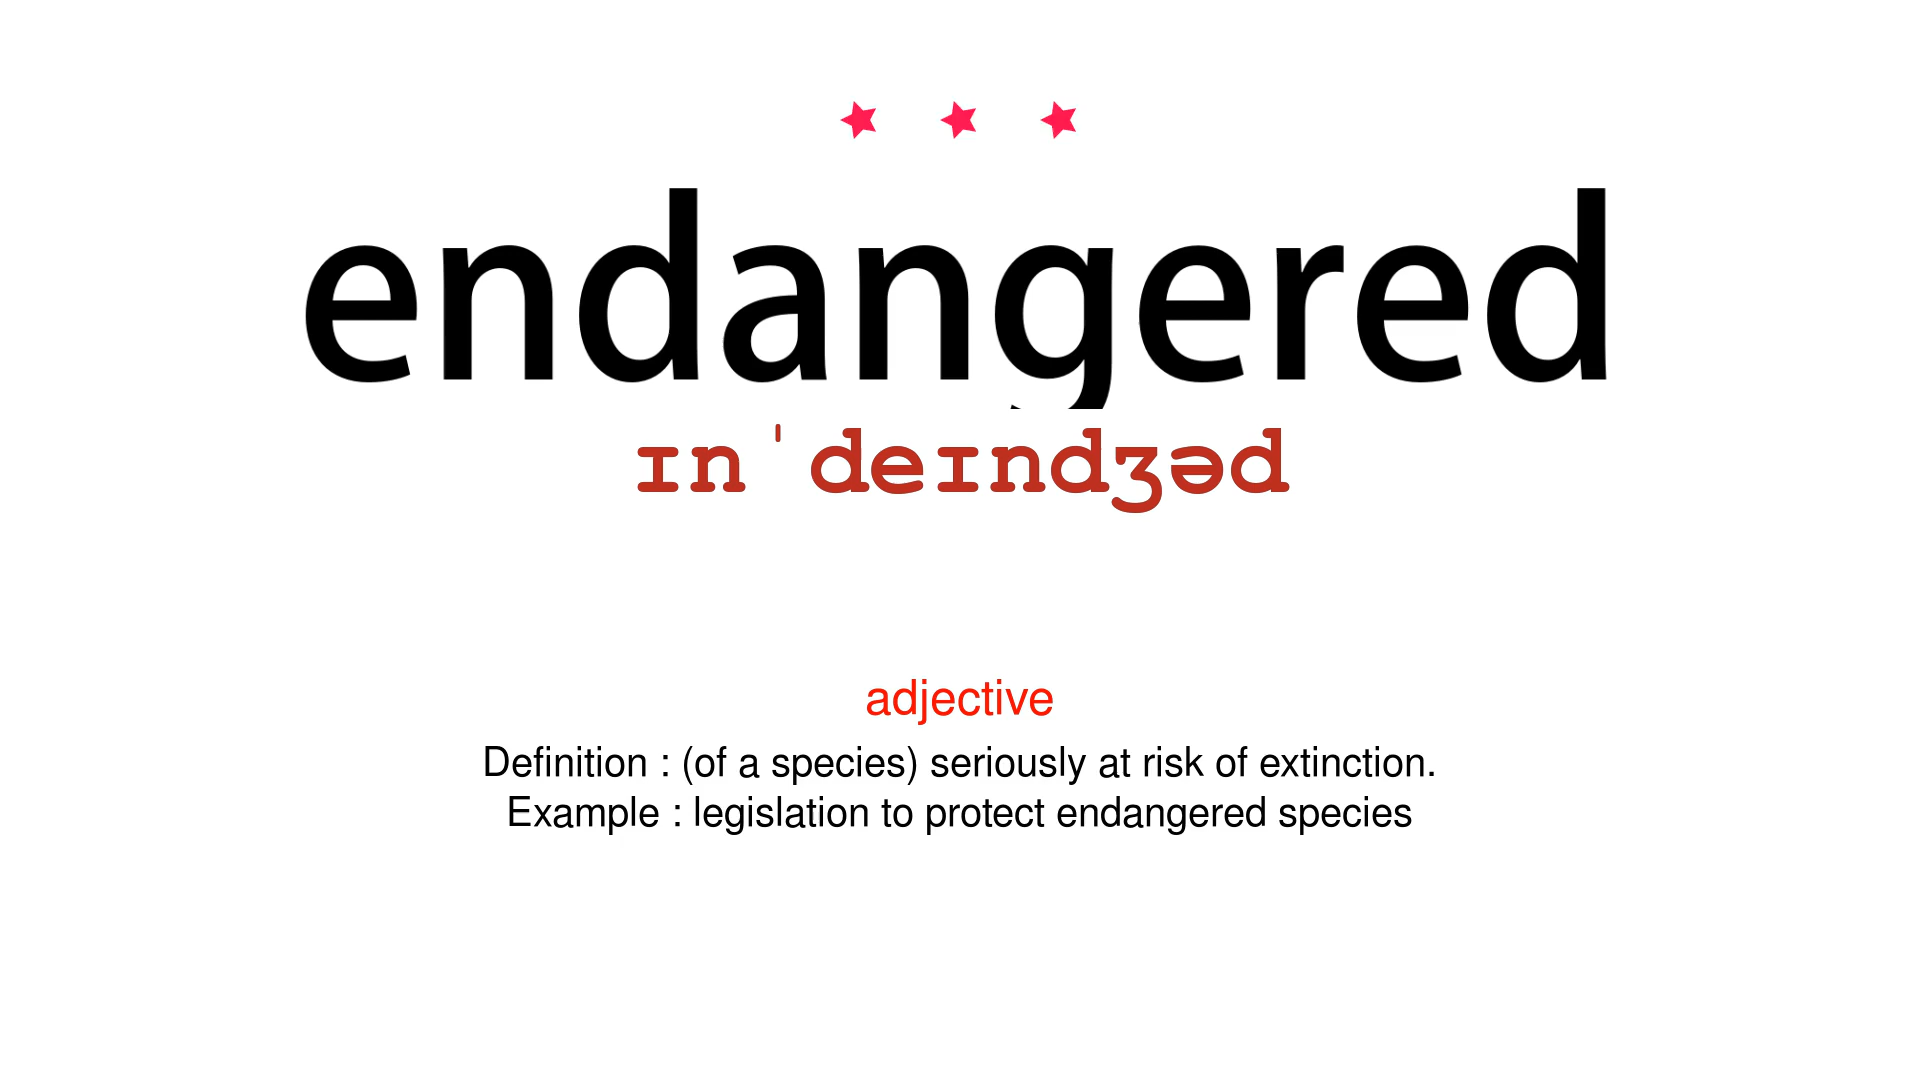 endangered
ɪnˈdeɪndʒəd
adjective
Definition : (of a species) seriously at risk of extinction.
Example : legislation to protect endangered species